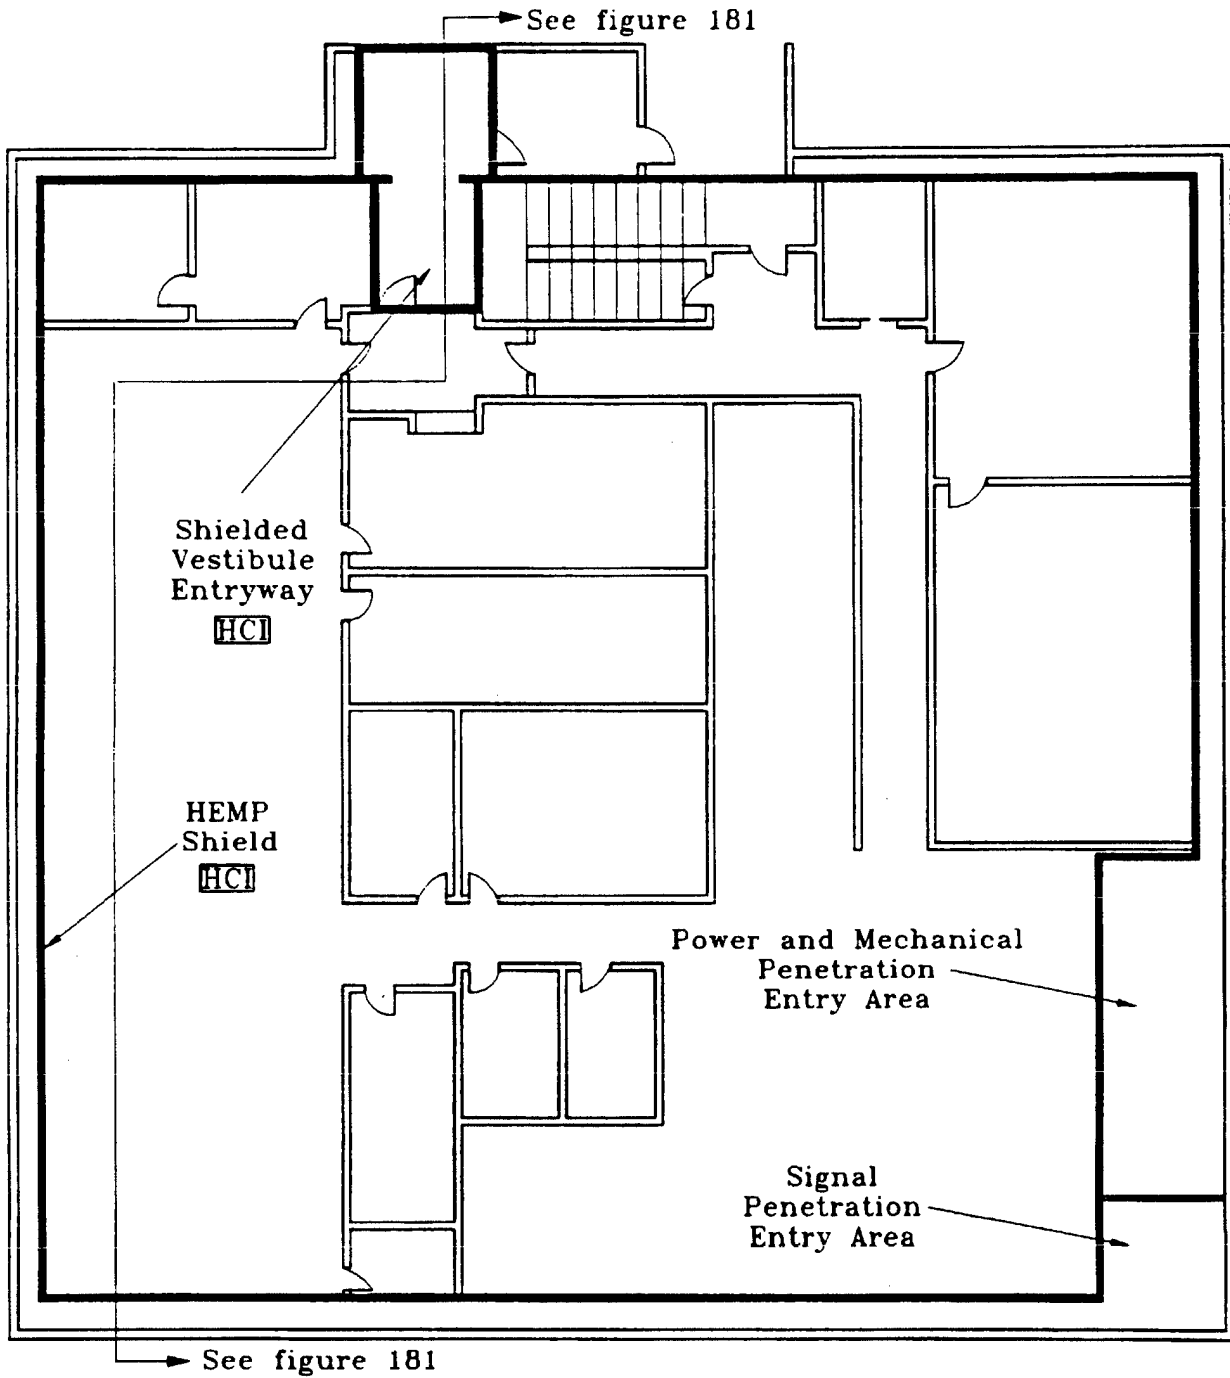 See figure 181
Shielded
Vestibule
Entryway
HCI
HEMP
Shield
HCI
Power and Mechanical
Penetration
Entry Area
Signal
Penetration
Entry Area
See figure 181